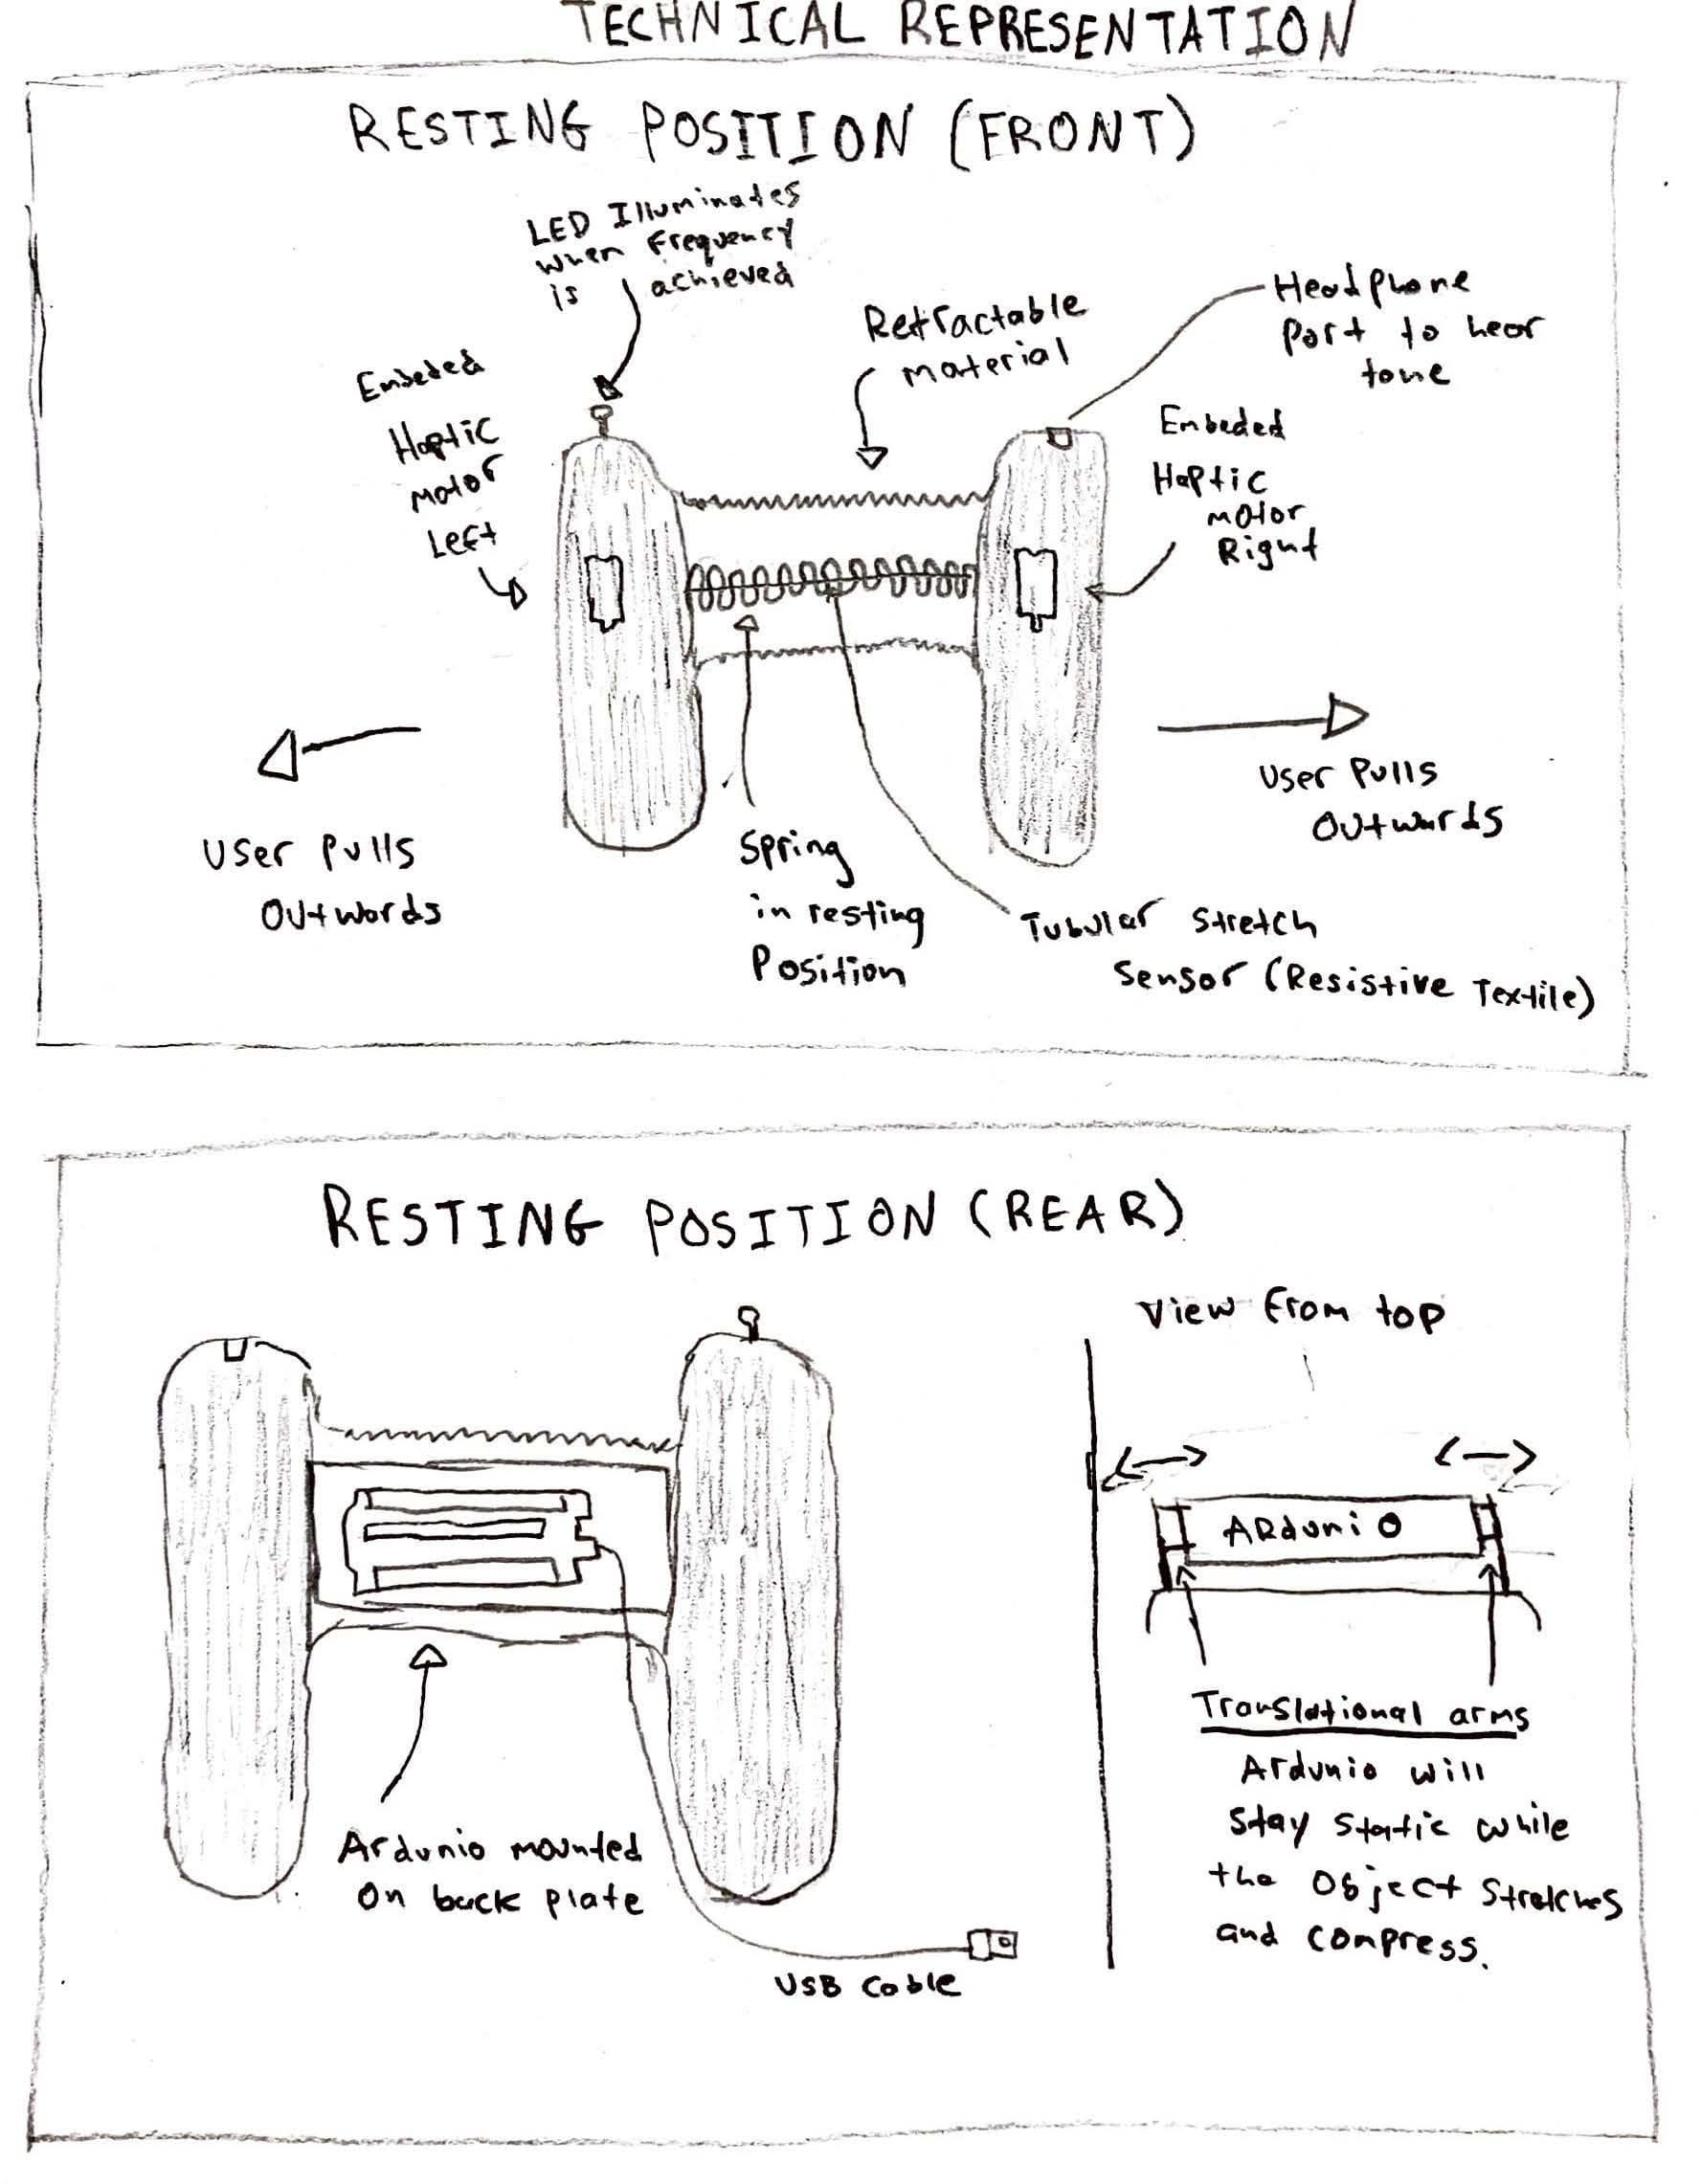 TECHNICAL REPRESENTATION
RESTING POSITION (FRONT)
LED Illuminates
when Frequency
is achieved
Retractable
material
Headphone
Port to hear
tone
Embeded
Haptic
Motor
Left
Embeded
Haptic
motor
Right
User Pulls
Outwords
User Pulls
Outwards
Spring
in resting
Position
Tubular Stretch
Sensor (Resistive Textile)
RESTING POSITION (REAR)
View From top
ARdunio
Translational arms
Ardunio will
stay static while
the Object stretches
and compress.
Ardunio mounted
On back plate
USB Cable